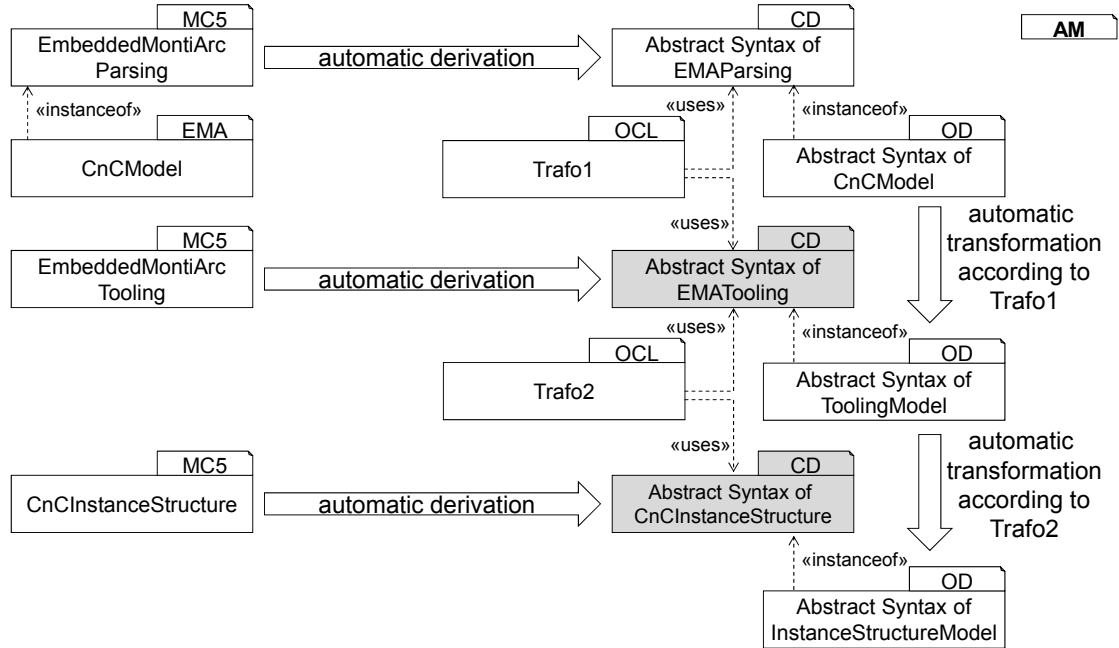 MC5
EmbeddedMontiArc
Parsing
automatic derivation
CD
Abstract Syntax of
EMAParsing
AM
«instanceof»
«uses»
«instanceof»
EMA
CnCModel
OCL
Trafo1
OD
Abstract Syntax of
CnCModel
«uses»
automatic
transformation
according to
Trafo1
MC5
EmbeddedMontiArc
Tooling
automatic derivation
CD
Abstract Syntax of
EMATooling
«uses»
«instanceof»
OCL
Trafo2
OD
Abstract Syntax of
ToolingModel
«uses»
automatic
transformation
according to
Trafo2
MC5
CnCInstanceStructure
automatic derivation
CD
Abstract Syntax of
CnCInstanceStructure
«instanceof»
OD
Abstract Syntax of
InstanceStructureModel